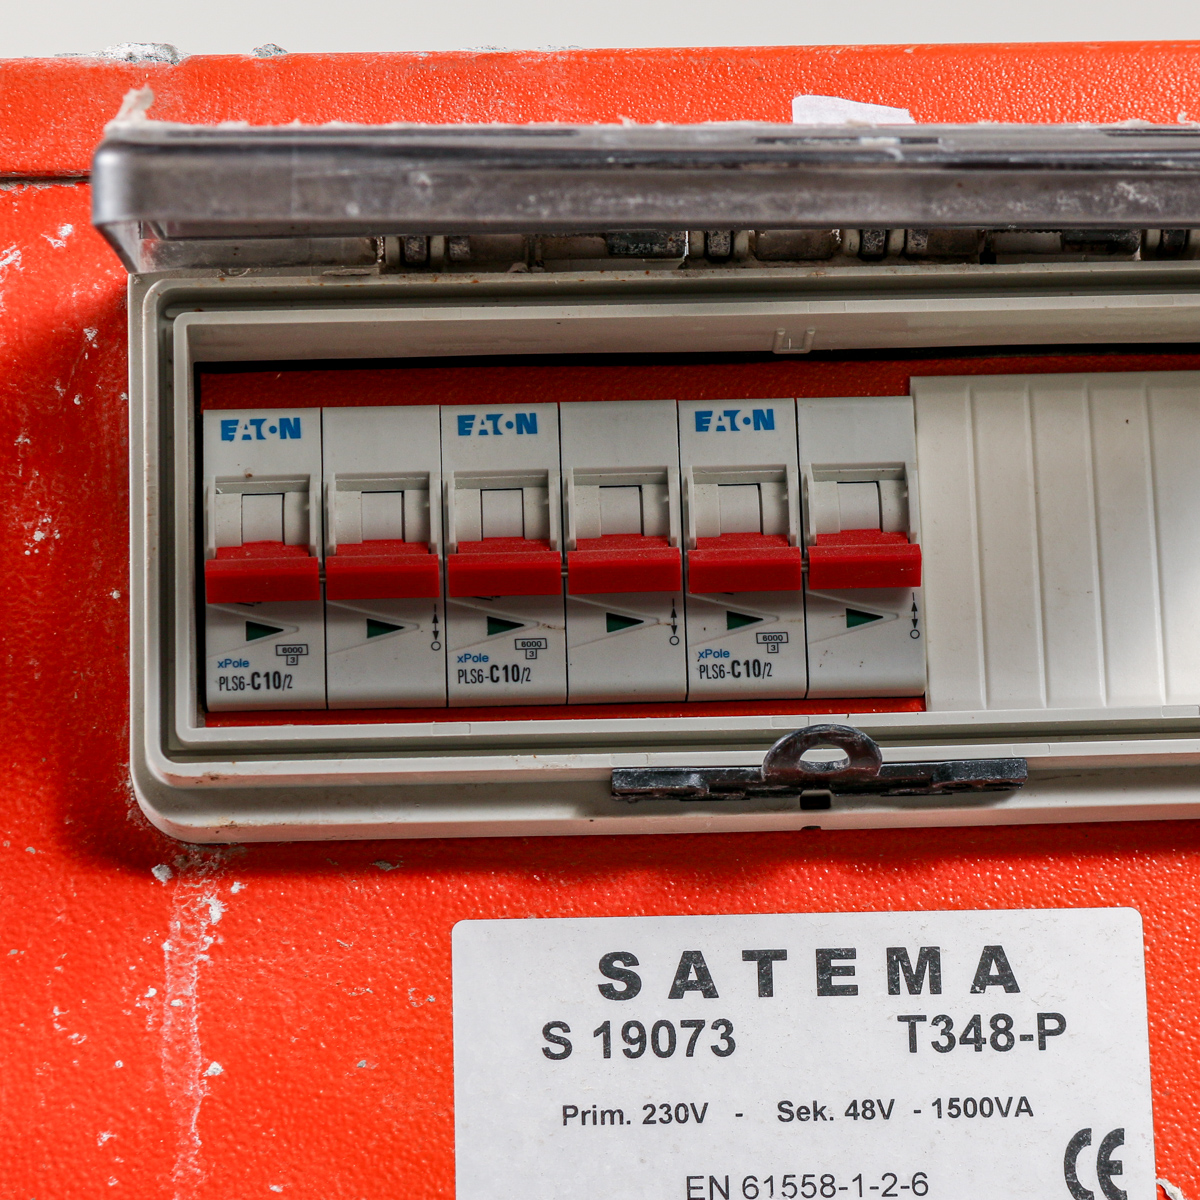 EATON EATON EATON
6000 6000 6000
3 3 3
xPole xPole xPole
PLS6-C10/2 PLS6-C10/2 PLS6-C10/2
SATEMA
S 19073 T348-P
Prim. 230V - Sek. 48V - 1500VA
EN 61558-1-2-6 CE